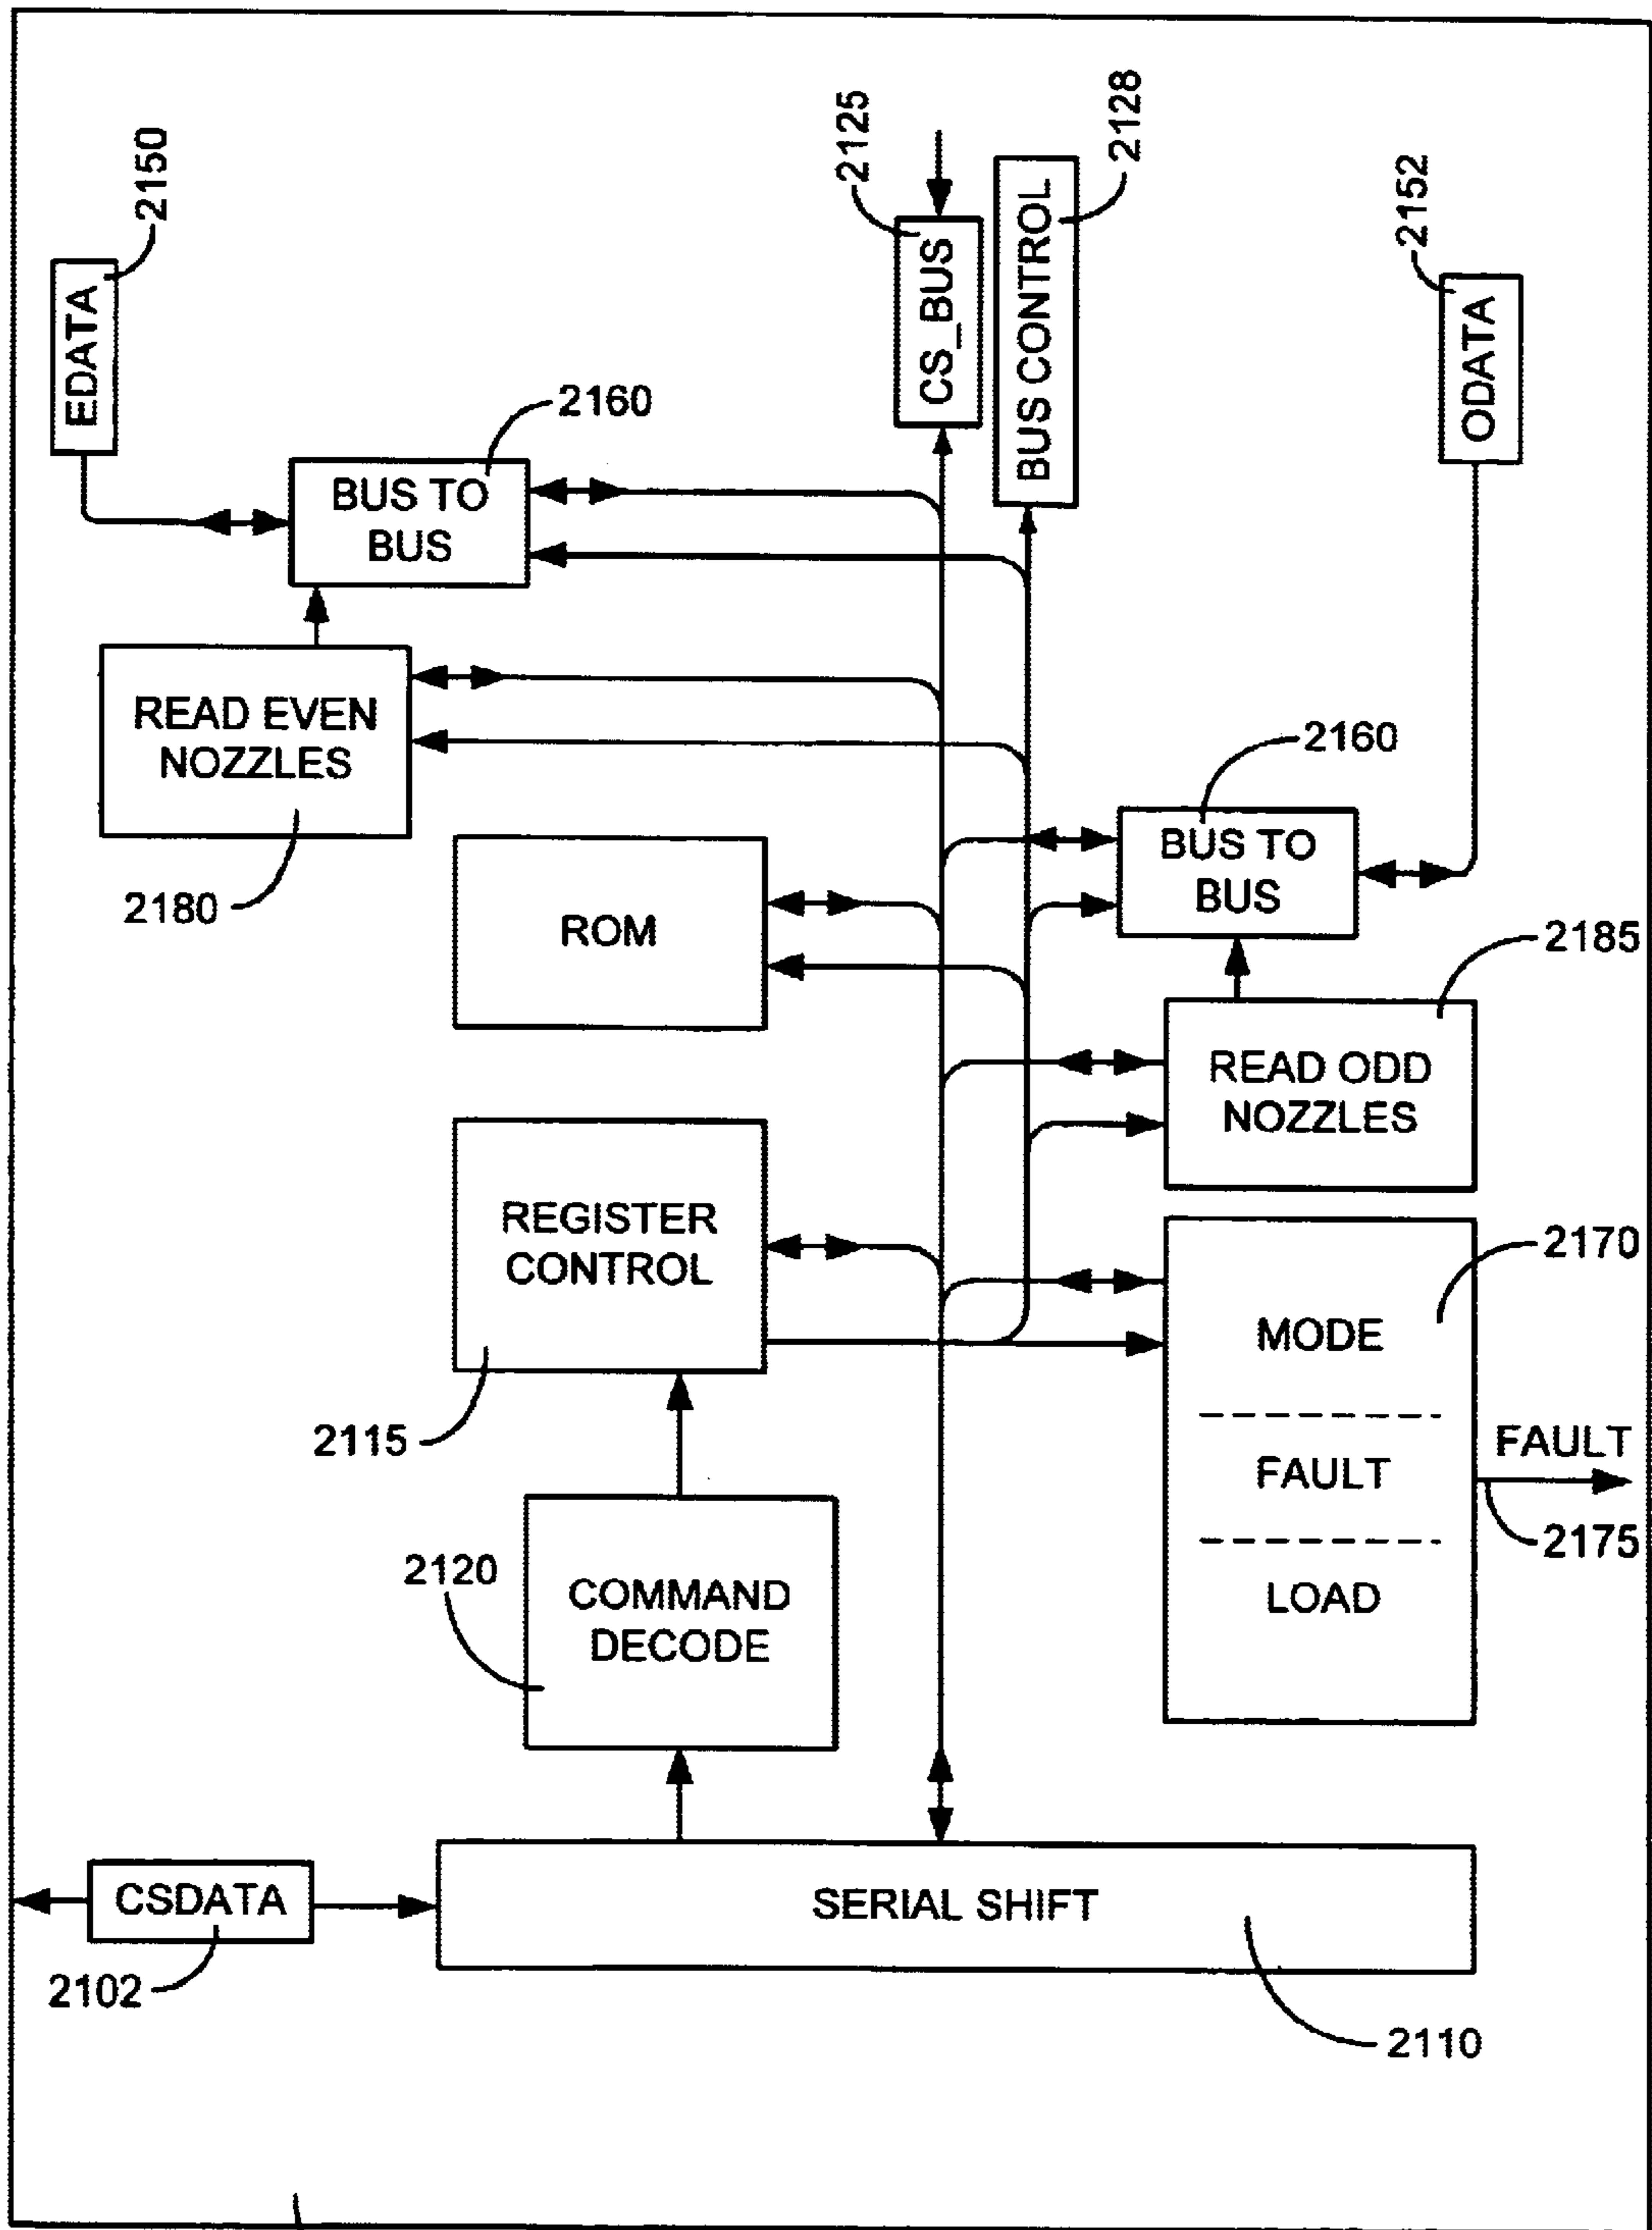 EDATA
2150
2125
2128
CS_BUS
BUS CONTROL
2152
ODATA
BUS TO
BUS
2160
READ EVEN
NOZZLES
2180
ROM
2160
BUS TO
BUS
2185
READ ODD
NOZZLES
REGISTER
CONTROL
2115
2170
MODE
FAULT
LOAD
FAULT
2175
2120
COMMAND
DECODE
CSDATA
2102
SERIAL SHIFT
2110